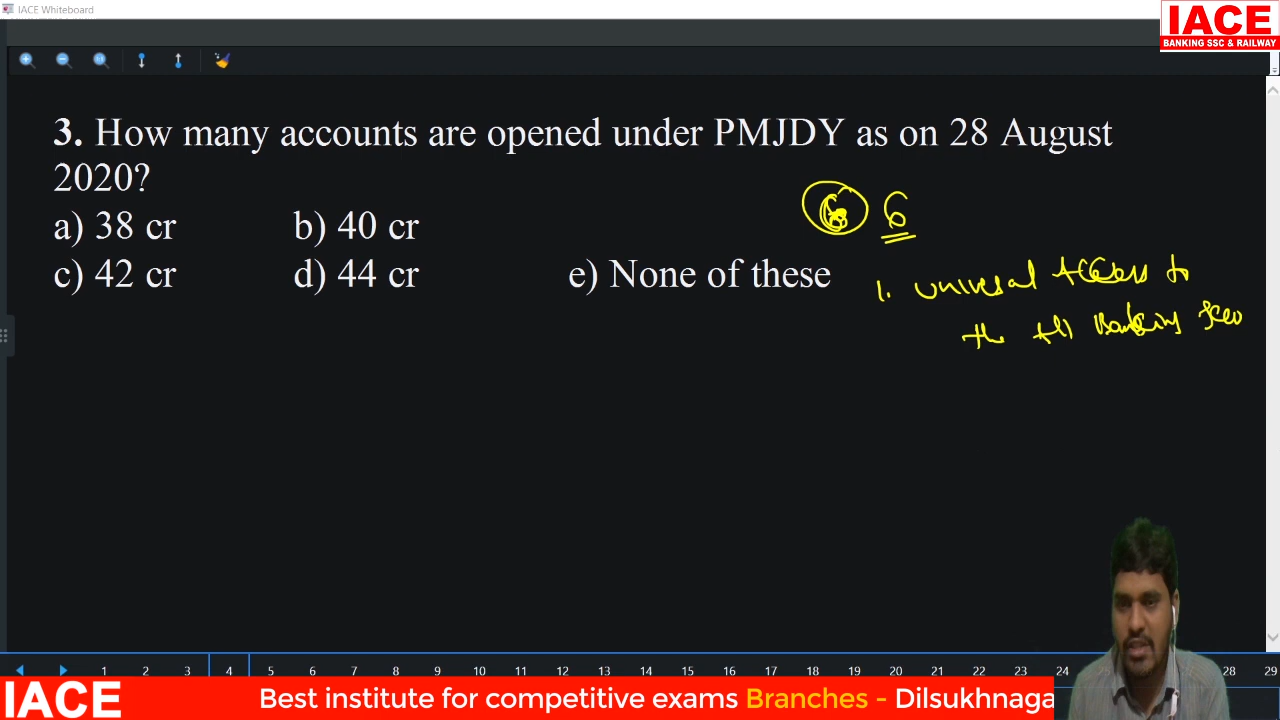 IACE Whiteboard
IACE
BANKING SSC & RAILWAY
3. How many accounts are opened under PMJDY as on 28 August
2020?
a) 38 cr b) 40 cr
c) 42 cr d) 44 cr e) None of these
6
1. Universal Access to
the Banking
1 2 3 4 5 6 7 8 9 10 11 12 13 14 15 16 17 18 19 20 21 22 23 24 28 29
IACE Best institute for competitive exams Branches - Dilsukhnaga